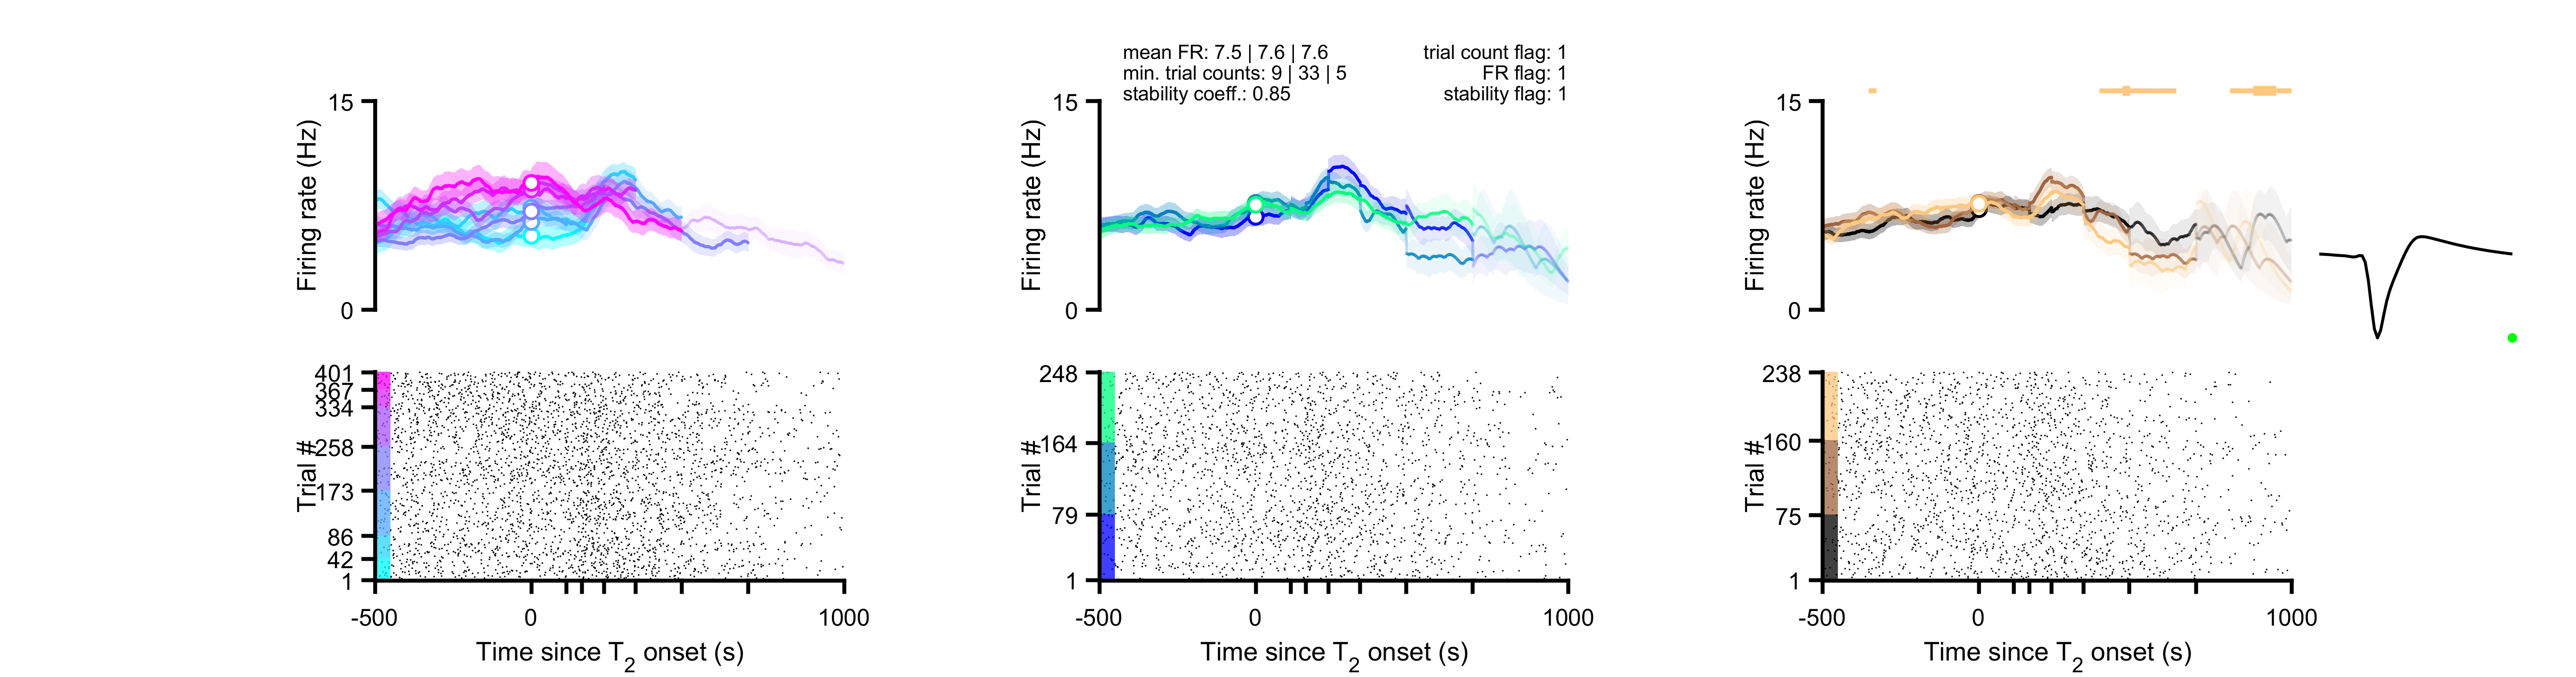 mean FR: 7.5 | 7.6 | 7.6
min. trial counts: 9 | 33 | 5
stability coeff.: 0.85
trial count flag: 1
FR flag: 1
stability flag: 1
15
Firing rate (Hz)
0
15
Firing rate (Hz)
0
15
Firing rate (Hz)
0
401
367
334
258
173
86
42
1
Trial #
-500
0
1000
Time since T2 onset (s)
248
164
79
1
Trial #
-500
0
1000
Time since T2 onset (s)
238
160
75
1
Trial #
-500
0
1000
Time since T2 onset (s)